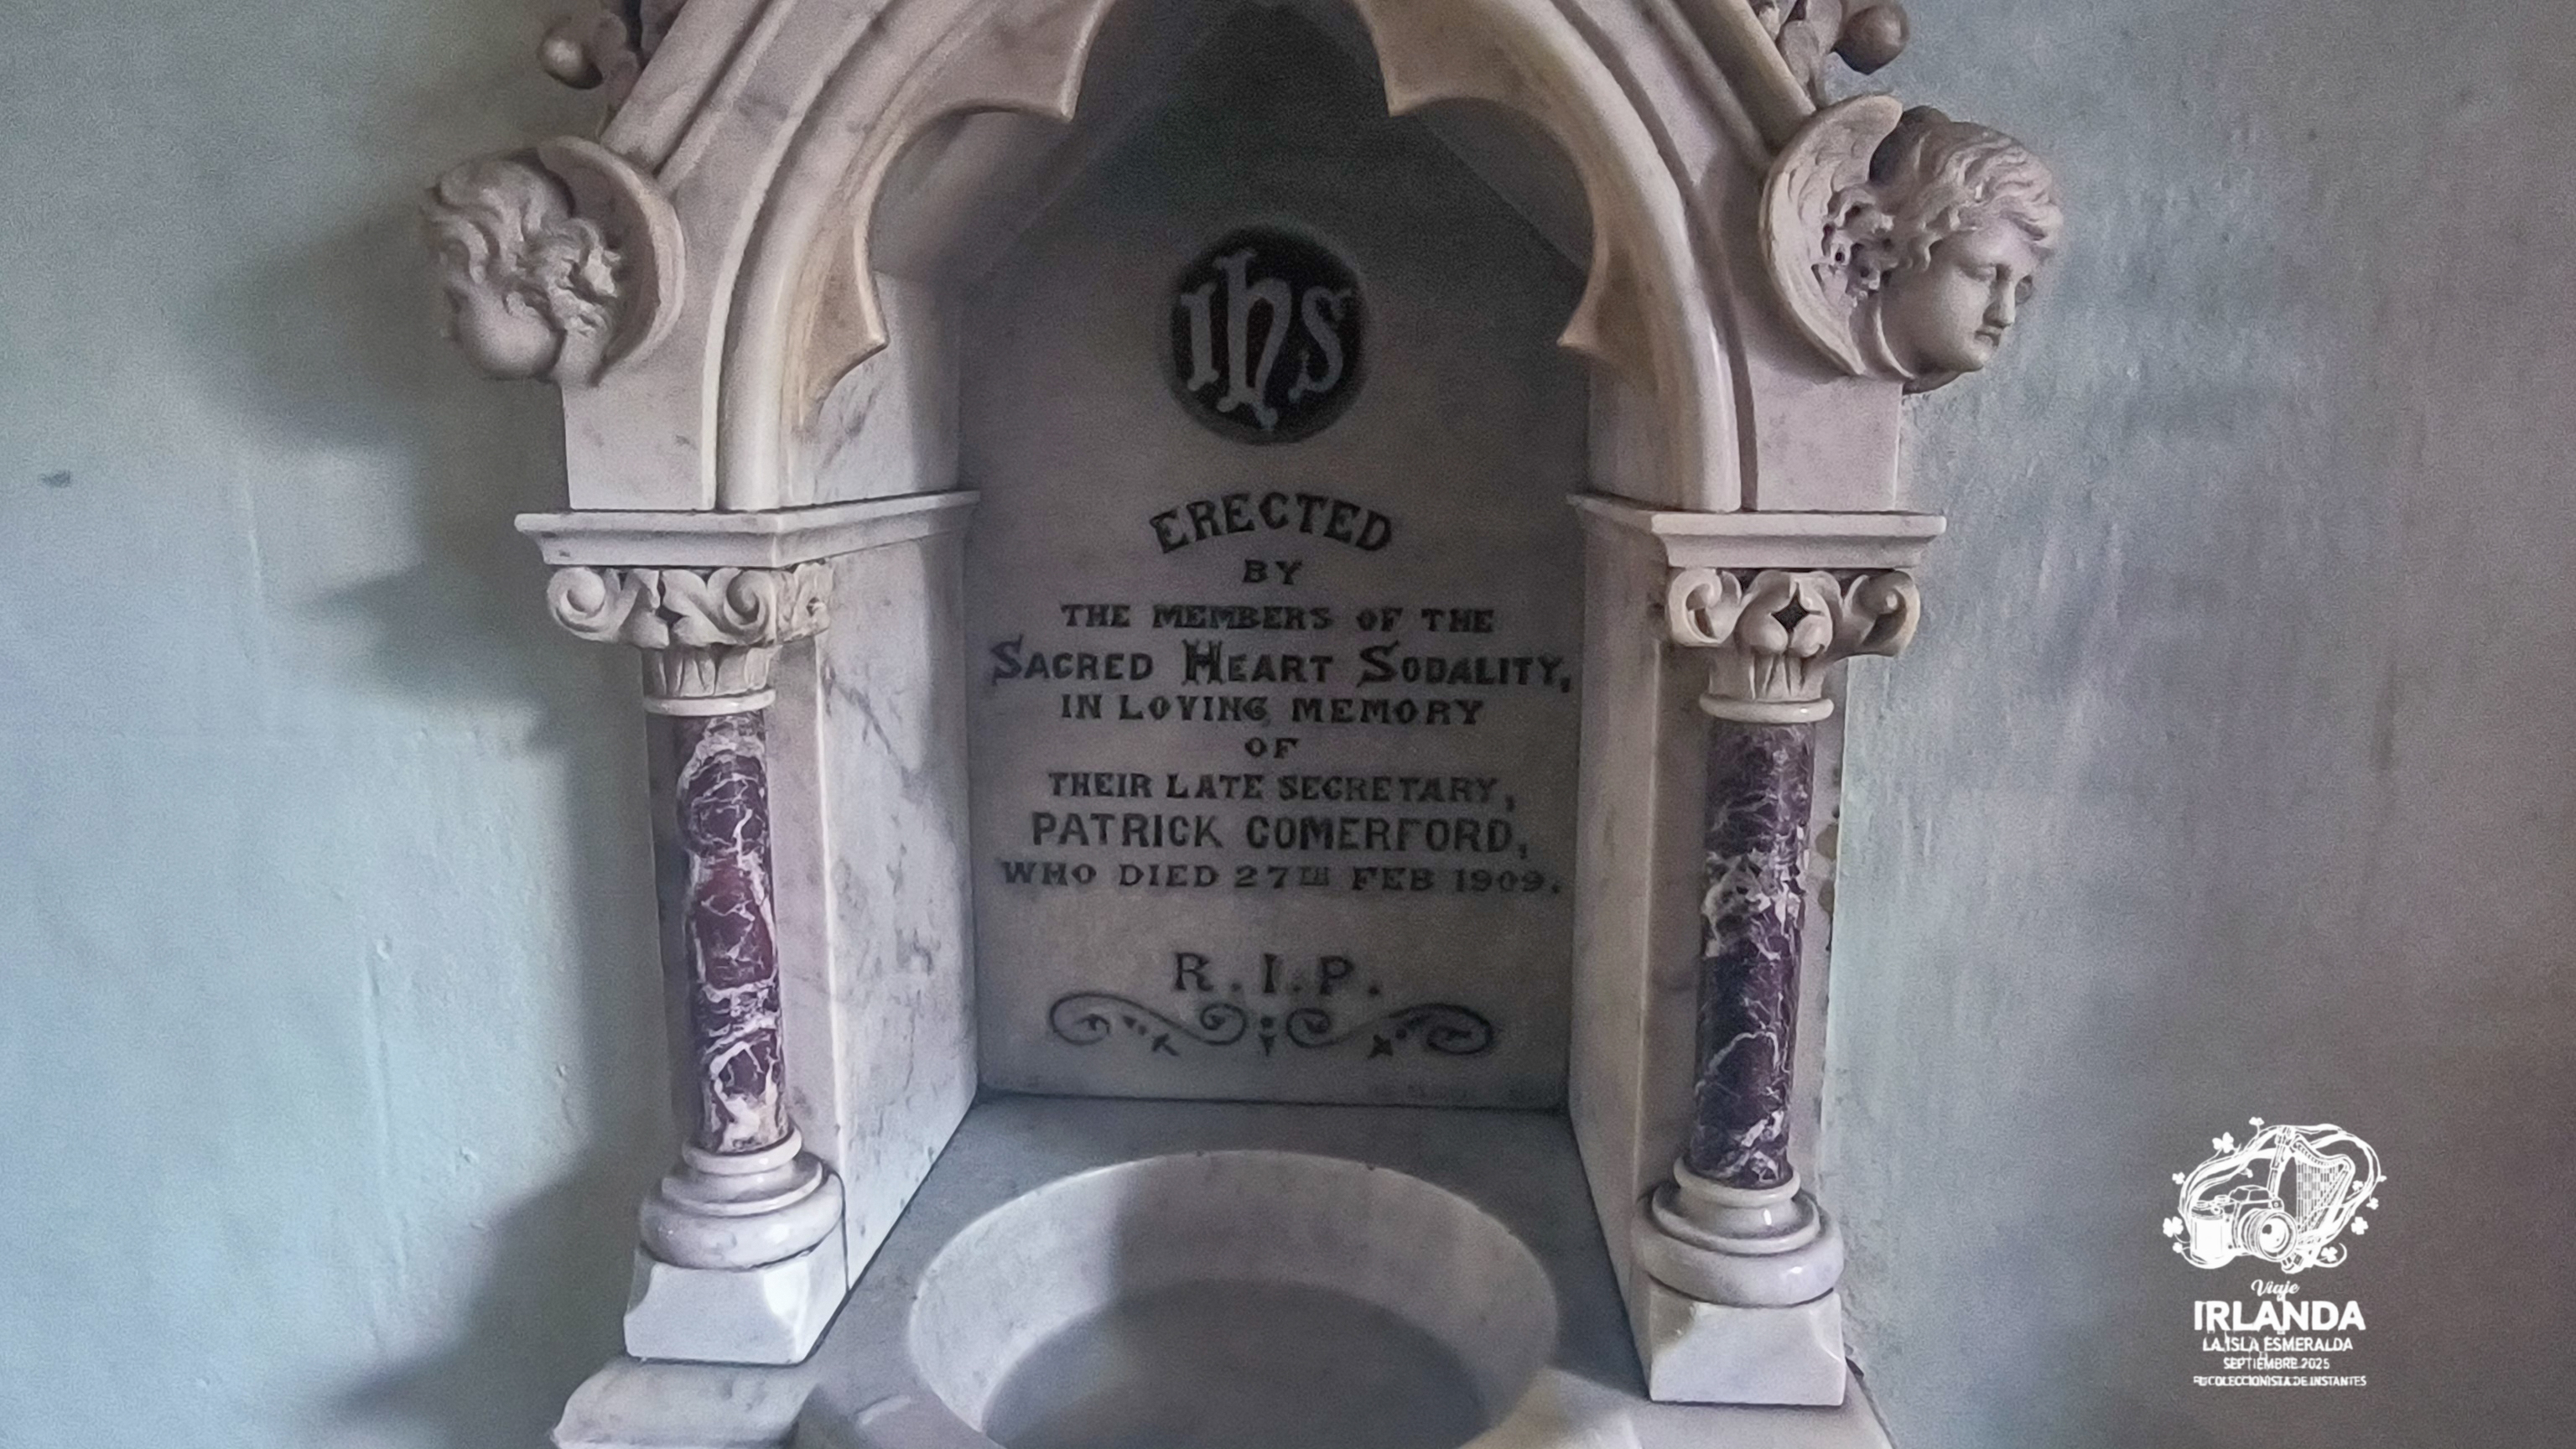 IHS
ERECTED
BY
THE MEMBERS OF THE
SACRED HEART SODALITY,
IN LOVING MEMORY
OF
THEIR LATE SECRETARY,
PATRICK COMERFORD,
WHO DIED 27TH FEB 1909.
R.I.P.
Viaje
IRLANDA
LA ISLA ESMERALDA
SEPTIEMBRE 2025
COLECCIONISTA DE INSTANTES